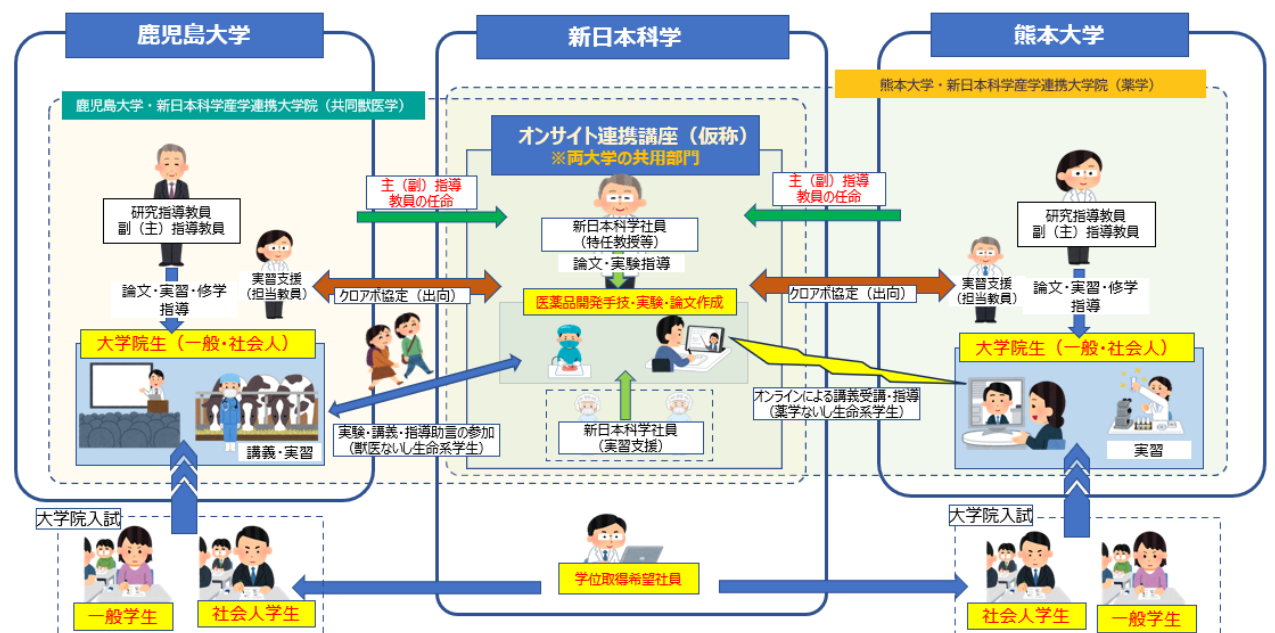 鹿児島大学
新日本科学
熊本大学
鹿児島大学・新日本科学産学連携大学院（共同獣医学）
熊本大学・新日本科学産学連携大学院（薬学）
オンサイト連携講座（仮称）
※両大学の共用部門
研究指導教員
副（主）指導教員
主（副）指導
教員の任命
新日本科学社員
（特任教授等）
主（副）指導
教員の任命
研究指導教員
副（主）指導教員
論文・実験指導
実習支援
（担当教員）
クロアポ協定（出向）
クロアポ協定（出向）
実習支援
（担当教員）
論文・実習・修学
指導
医薬品開発手技・実験・論文作成
論文・実習・修学
指導
大学院生（一般・社会人）
大学院生（一般・社会人）
講義・実習
実験・講義・指導助言の参加
（獣医ないし生命系学生）
新日本科学社員
（実習支援）
オンラインによる講義受講・指導
（薬学ないし生命系学生）
実習
大学院入試
大学院入試
学位取得希望社員
一般学生
社会人学生
社会人学生
一般学生